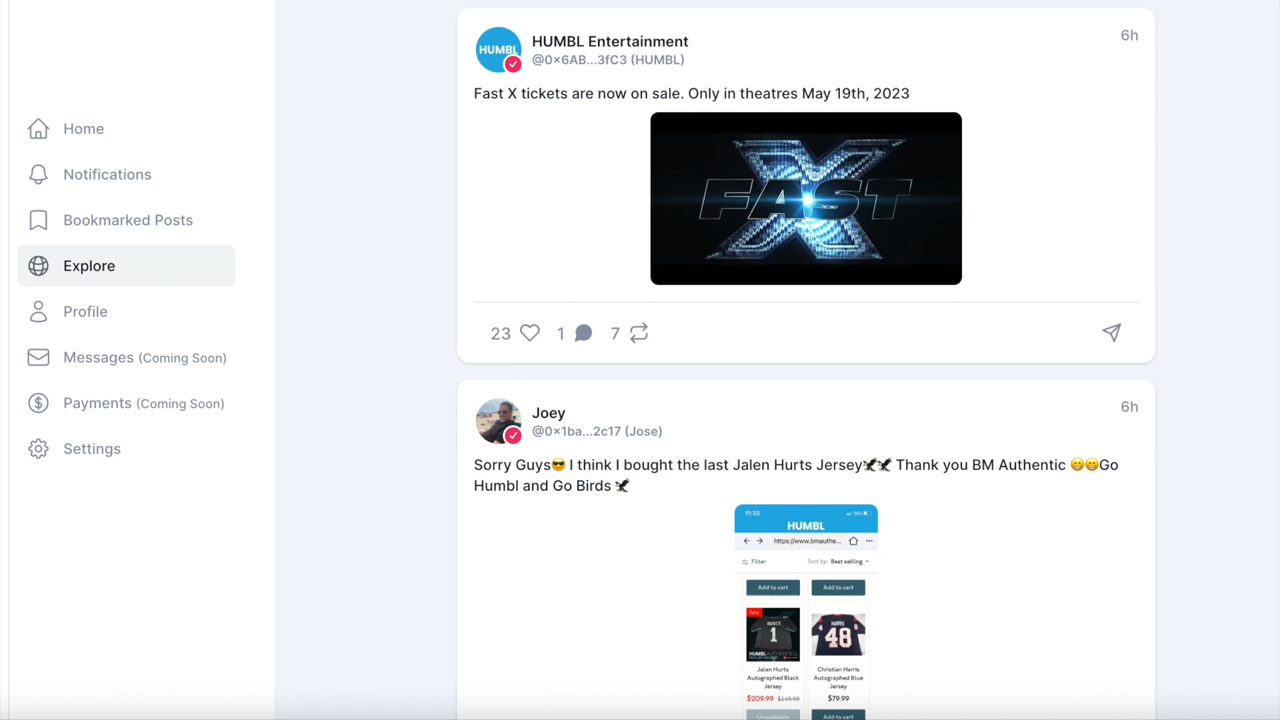 Home
Notifications
Bookmarked Posts
Explore
Profile
Messages (Coming Soon)
Payments (Coming Soon)
Settings
HUMBL
HUMBL Entertainment
6h
@0×6AB...3fC3 (HUMBL)
Fast X tickets are now on sale. Only in theatres May 19th, 2023
X
FAST
23 1 7
Joey
6h
@0×1ba...2c17 (Jose)
Sorry Guys😎 I think I bought the last Jalen Hurts Jersey🦅🦅 Thank you BM Authentic 😁😁Go
Humbl and Go Birds 🦅
11:33
HUMBL
https://www.bmauthe...
Filter Sort by: Best selling
Add to cart Add to cart
Sale
HURTS
1
HARRIS
48
HUMBL AUTHENTICS
Jalen Hurts
Autographed Black
Jersey
$209.99 $249.99
Unavailable
Christian Harris
Autographed Blue
Jersey
$79.99
Add to cart